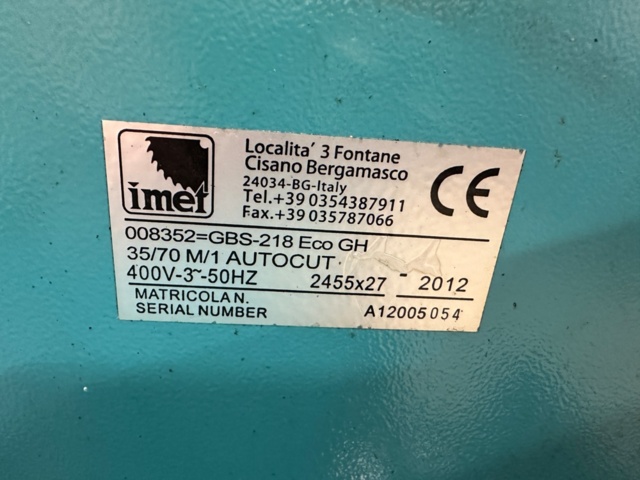 imet
Localita' 3 Fontane
Cisano Bergamasco
24034-BG-Italy
Tel.+39 0354387911
Fax.+39 035787066
CE
008352=GBS-218 Eco GH
35/70 M/1 AUTOCUT
400V-3~-50HZ 2455x27 - 2012
MATRICOLA N.
SERIAL NUMBER A12005054